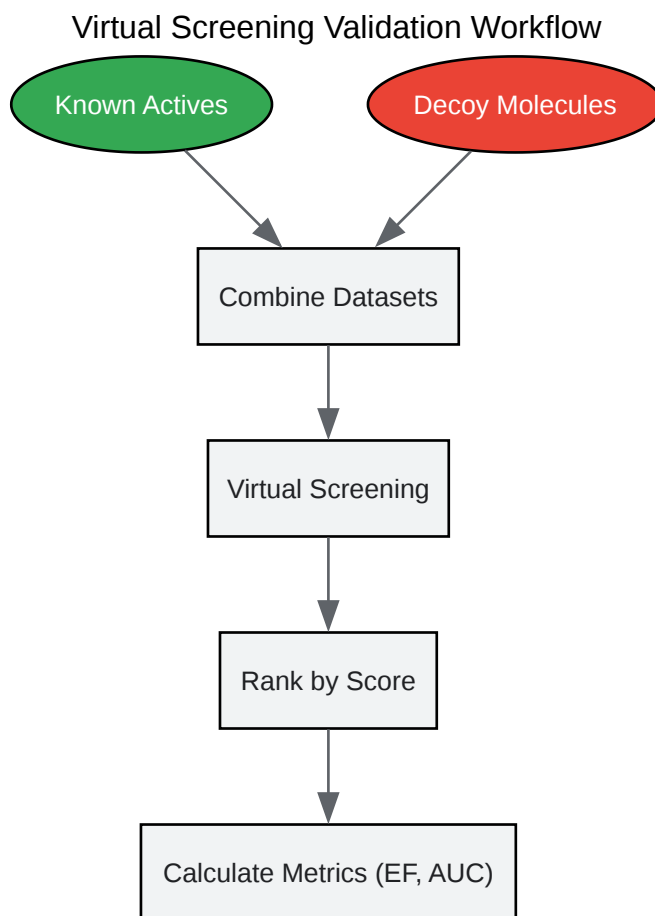 Virtual Screening Validation Workflow
Known Actives
Decoy Molecules
Combine Datasets
Virtual Screening
Rank by Score
Calculate Metrics (EF, AUC)